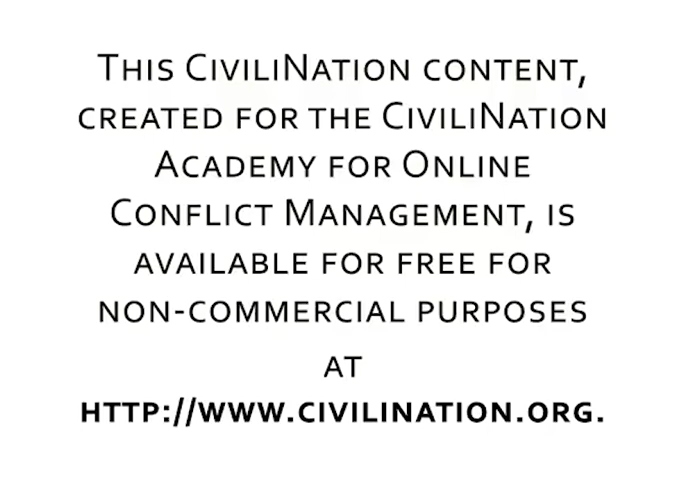 This CiviliNation content,
created for the CiviliNation
Academy for Online
Conflict Management, is
available for free for
non-commercial purposes
at
http://www.civilination.org.